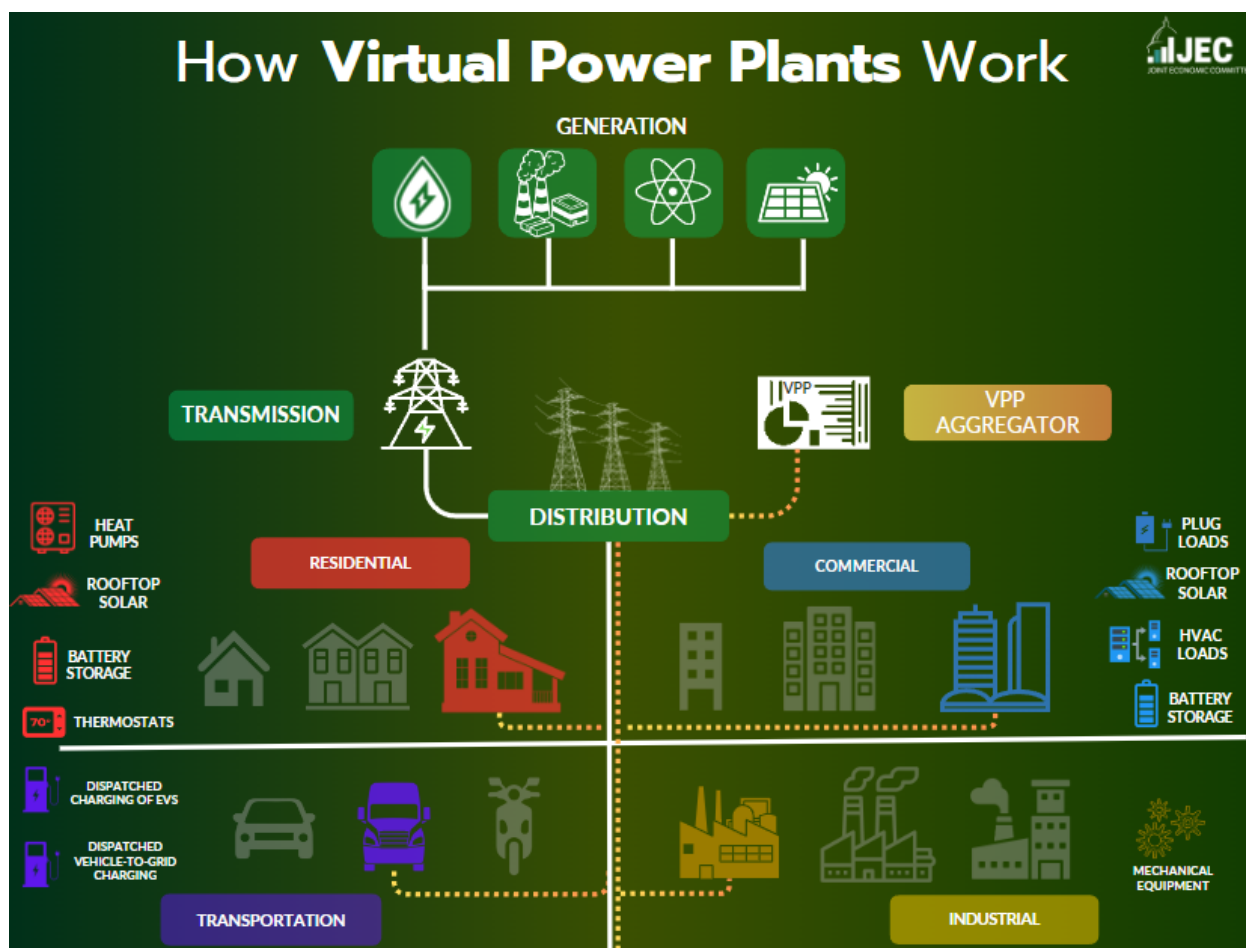 How Virtual Power Plants Work
JEC
JOINT ECONOMIC COMMITTE
GENERATION
TRANSMISSION
VPP
VPP
AGGREGATOR
DISTRIBUTION
HEAT
PUMPS
ROOFTOP
SOLAR
BATTERY
STORAGE
70°
THERMOSTATS
RESIDENTIAL
COMMERCIAL
PLUG
LOADS
ROOFTOP
SOLAR
HVAC
LOADS
BATTERY
STORAGE
DISPATCHED
CHARGING OF EVS
DISPATCHED
VEHICLE-TO-GRID
CHARGING
TRANSPORTATION
INDUSTRIAL
MECHANICAL
EQUIPMENT